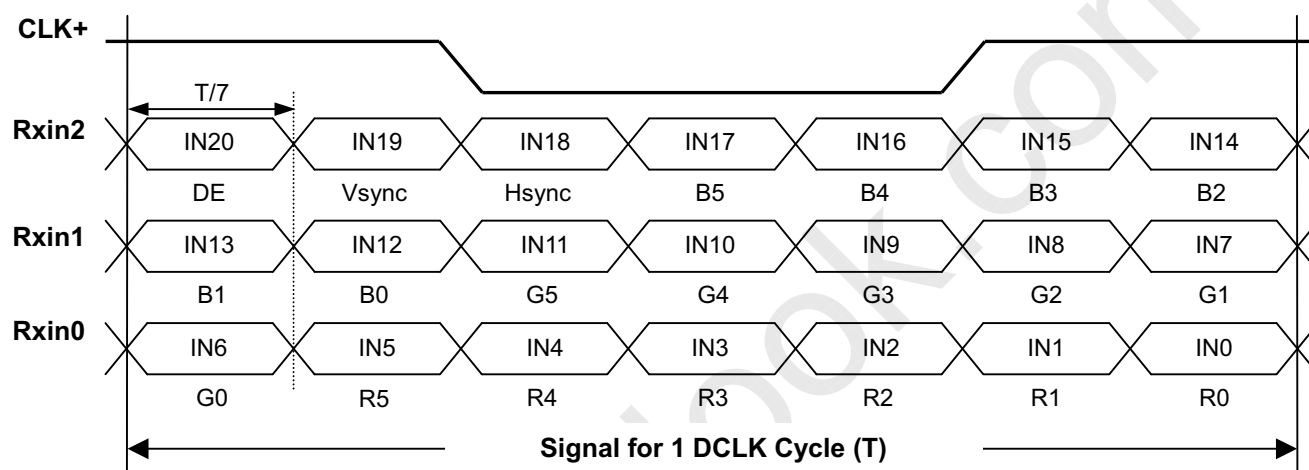 CLK+
T/7
Rxin2 IN20 IN19 IN18 IN17 IN16 IN15 IN14
DE Vsync Hsync B5 B4 B3 B2
Rxin1 IN13 IN12 IN11 IN10 IN9 IN8 IN7
B1 B0 G5 G4 G3 G2 G1
Rxin0 IN6 IN5 IN4 IN3 IN2 IN1 IN0
G0 R5 R4 R3 R2 R1 R0
Signal for 1 DCLK Cycle (T)